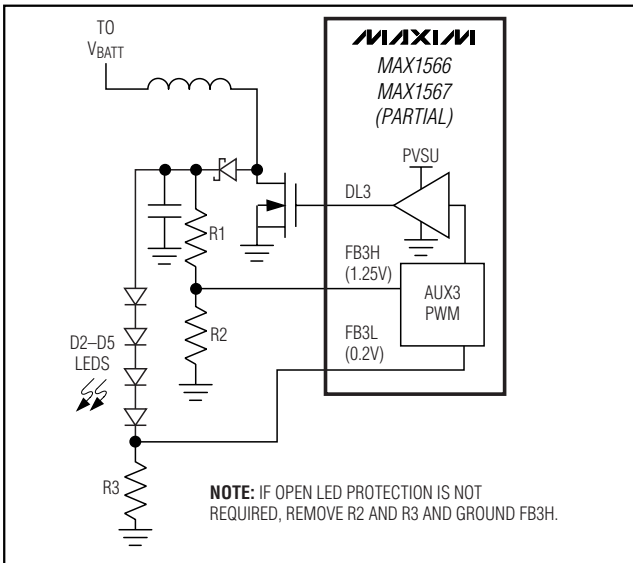 TO
VBATT
MAXIM
MAX1566
MAX1567
(PARTIAL)
PVSU
DL3
R1
FB3H
(1.25V)
AUX3
PWM
R2
FB3L
(0.2V)
D2–D5
LEDS
R3
NOTE: IF OPEN LED PROTECTION IS NOT
REQUIRED, REMOVE R2 AND R3 AND GROUND FB3H.